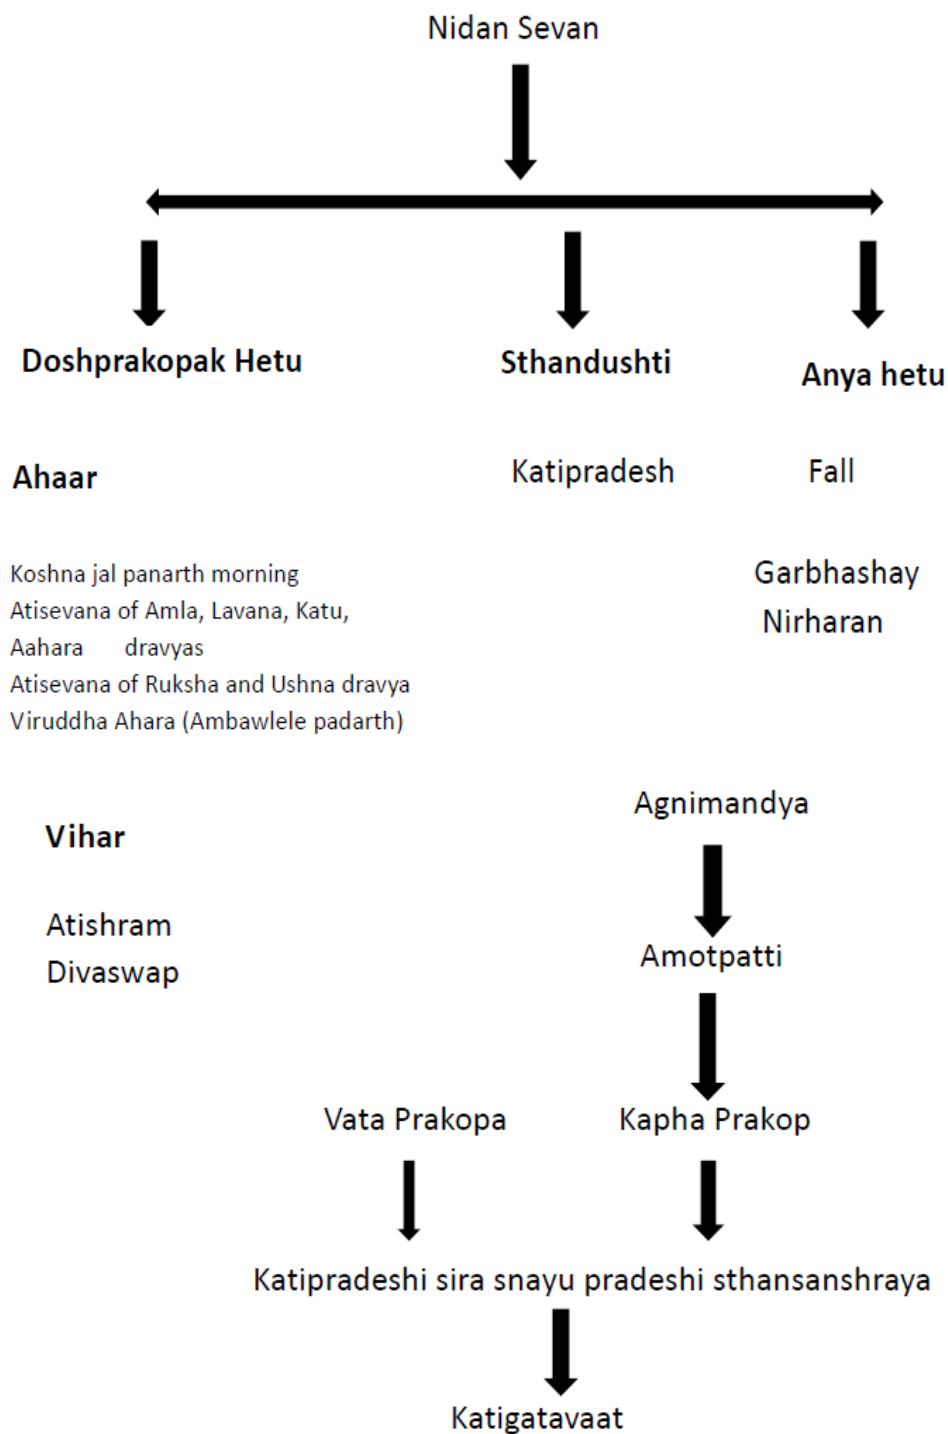 Nidan Sevan
Doshprakopak Hetu
Sthandushti
Anya hetu
Ahaar
Katipradesh
Fall
Koshna jal panarth morning
Atisevana of Amla, Lavana, Katu,
Aahara dravyas
Atisevana of Ruksha and Ushna dravya
Viruddha Ahara (Ambawlele padarth)
Garbhashay
Nirharan
Vihar
Atishram
Divaswap
Agnimandya
Amotpatti
Vata Prakopa
Kapha Prakop
Katipradeshi sira snayu pradeshi sthansanshraya
Katigatavaat